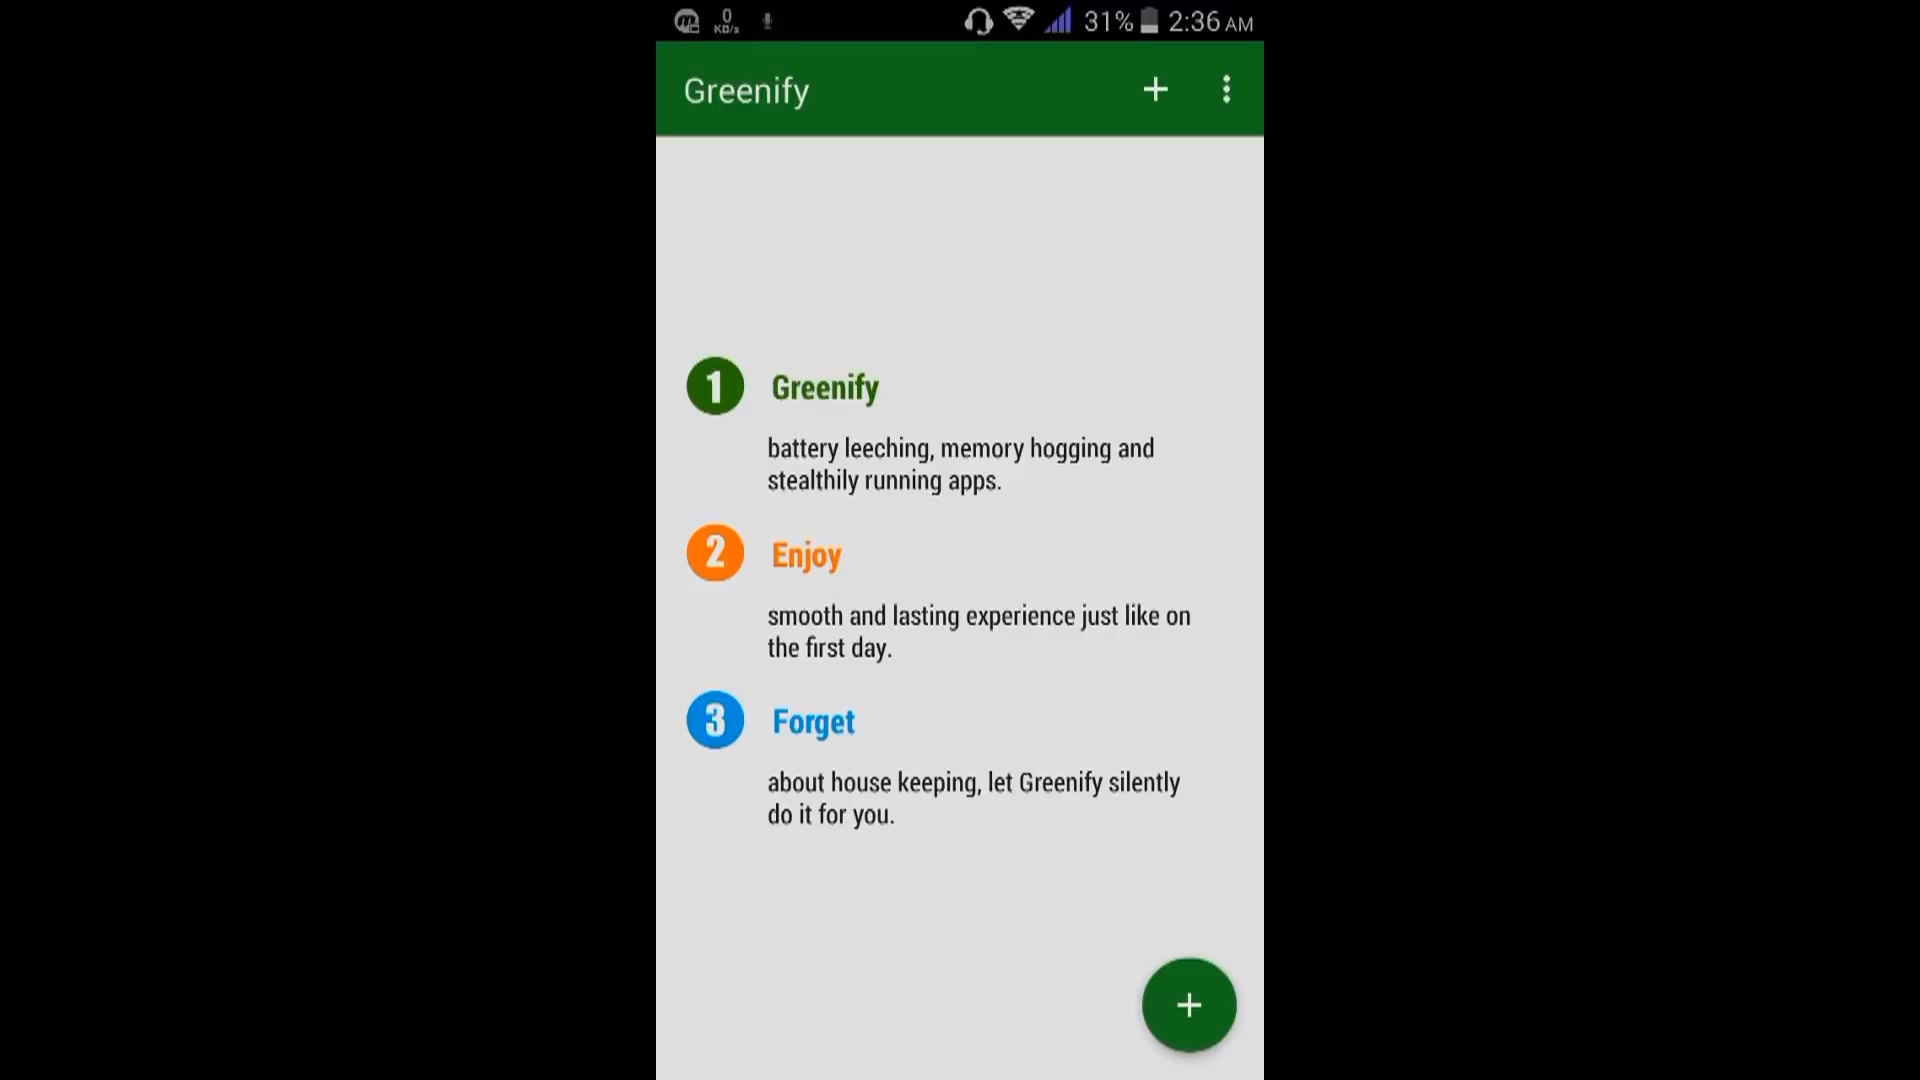 0
KB/s
31% 2:36 AM
Greenify
1 Greenify
battery leeching, memory hogging and
stealthily running apps.
2 Enjoy
smooth and lasting experience just like on
the first day.
3 Forget
about house keeping, let Greenify silently
do it for you.